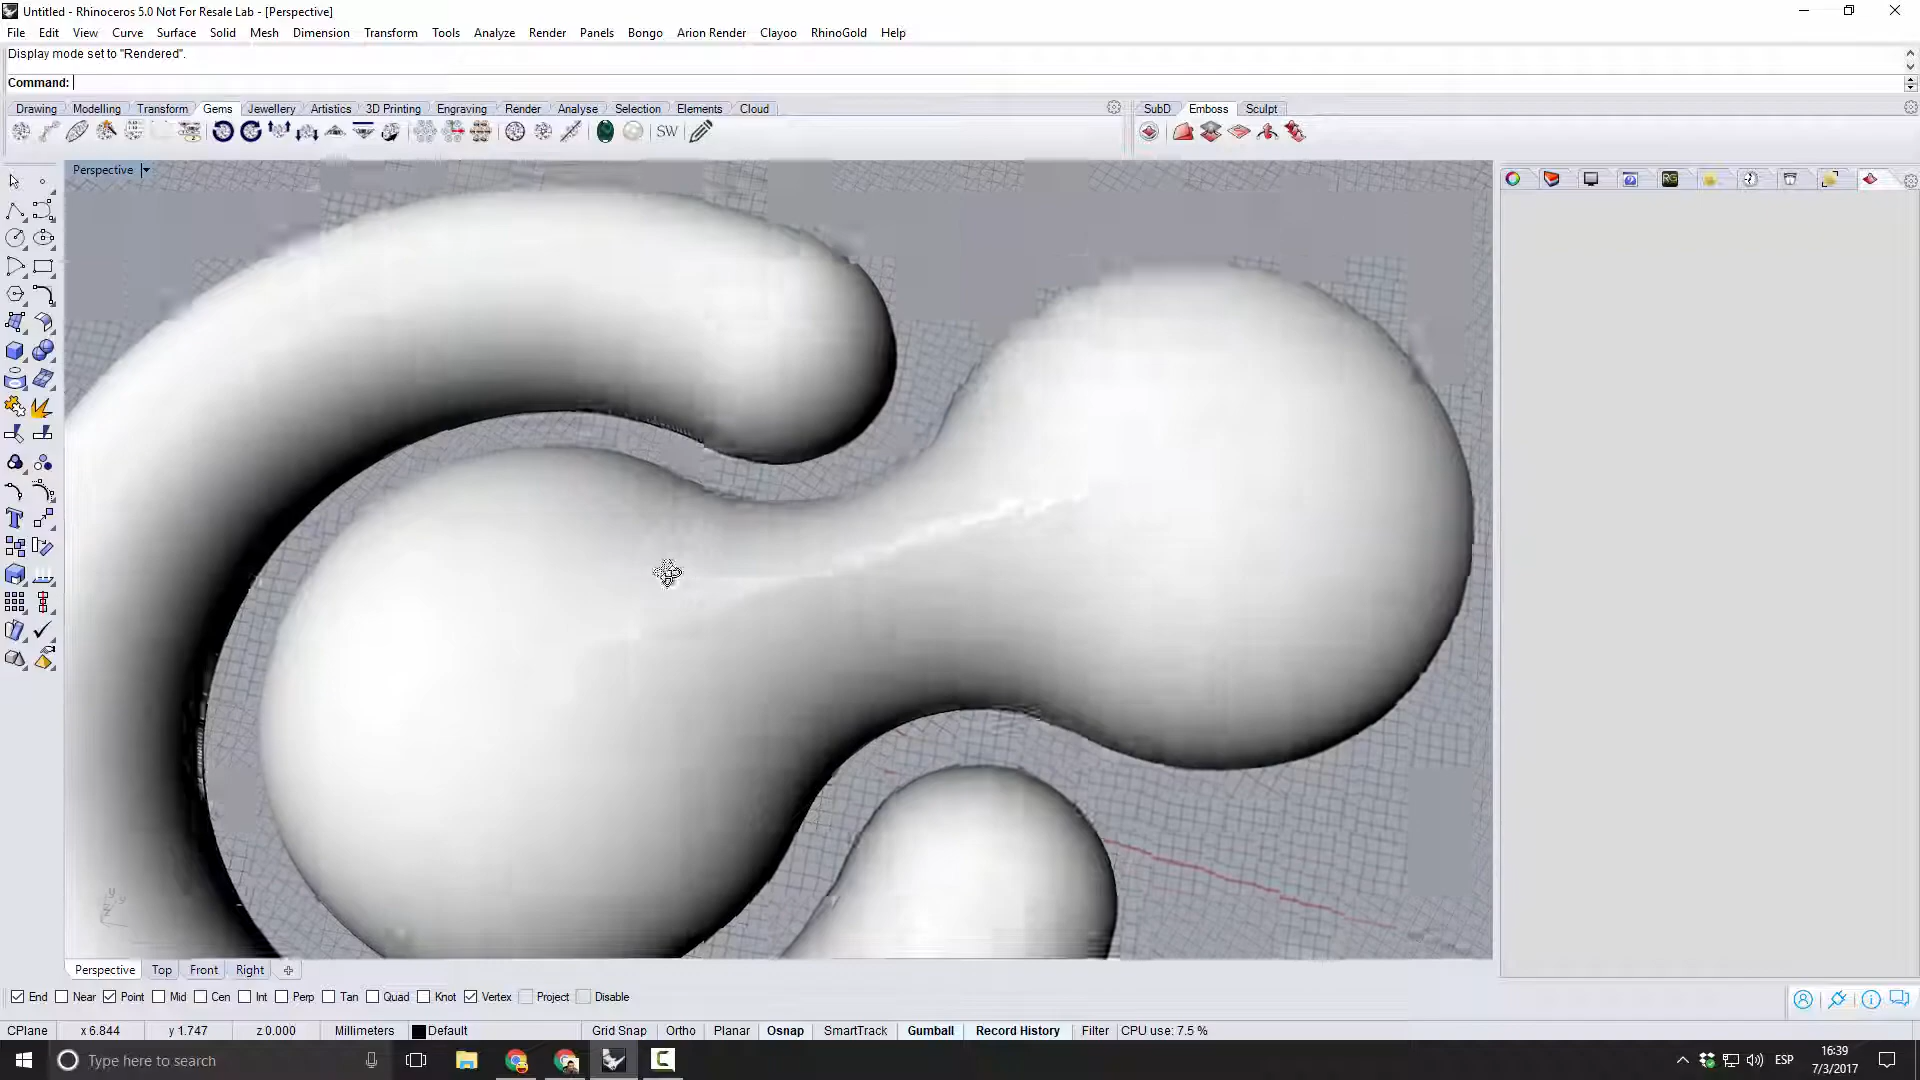 Untitled - Rhinoceros 5.0 Not For Resale Lab - [Perspective]
File Edit View Curve Surface Solid Mesh Dimension Transform Tools Analyze Render Panels Bongo Arion Render Clayoo RhinoGold Help
Display mode set to "Rendered".
Command:
Drawing Modelling Transform Gems Jewellery Artistics 3D Printing Engraving Render Analyse Selection Elements Cloud SubD Emboss Sculpt
SW
Perspective
RG
Perspective Top Front Right
End Near Point Mid Cen Int Perp Tan Quad Knot Vertex Project Disable
CPlane x 6.844 y 1.747 z 0.000 Millimeters Default Grid Snap Ortho Planar Osnap SmartTrack Gumball Record History Filter CPU use: 7.5 %
Type here to search
ESP
16:39
7/3/2017